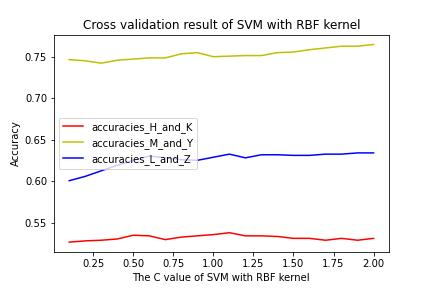 Cross validation result of SVM with RBF kernel
Accuracy
0.75
0.70
0.65
0.60
0.55
accuracies_H_and_K
accuracies_M_and_Y
accuracies_L_and_Z
0.25 0.50 0.75 1.00 1.25 1.50 1.75 2.00
The C value of SVM with RBF kernel